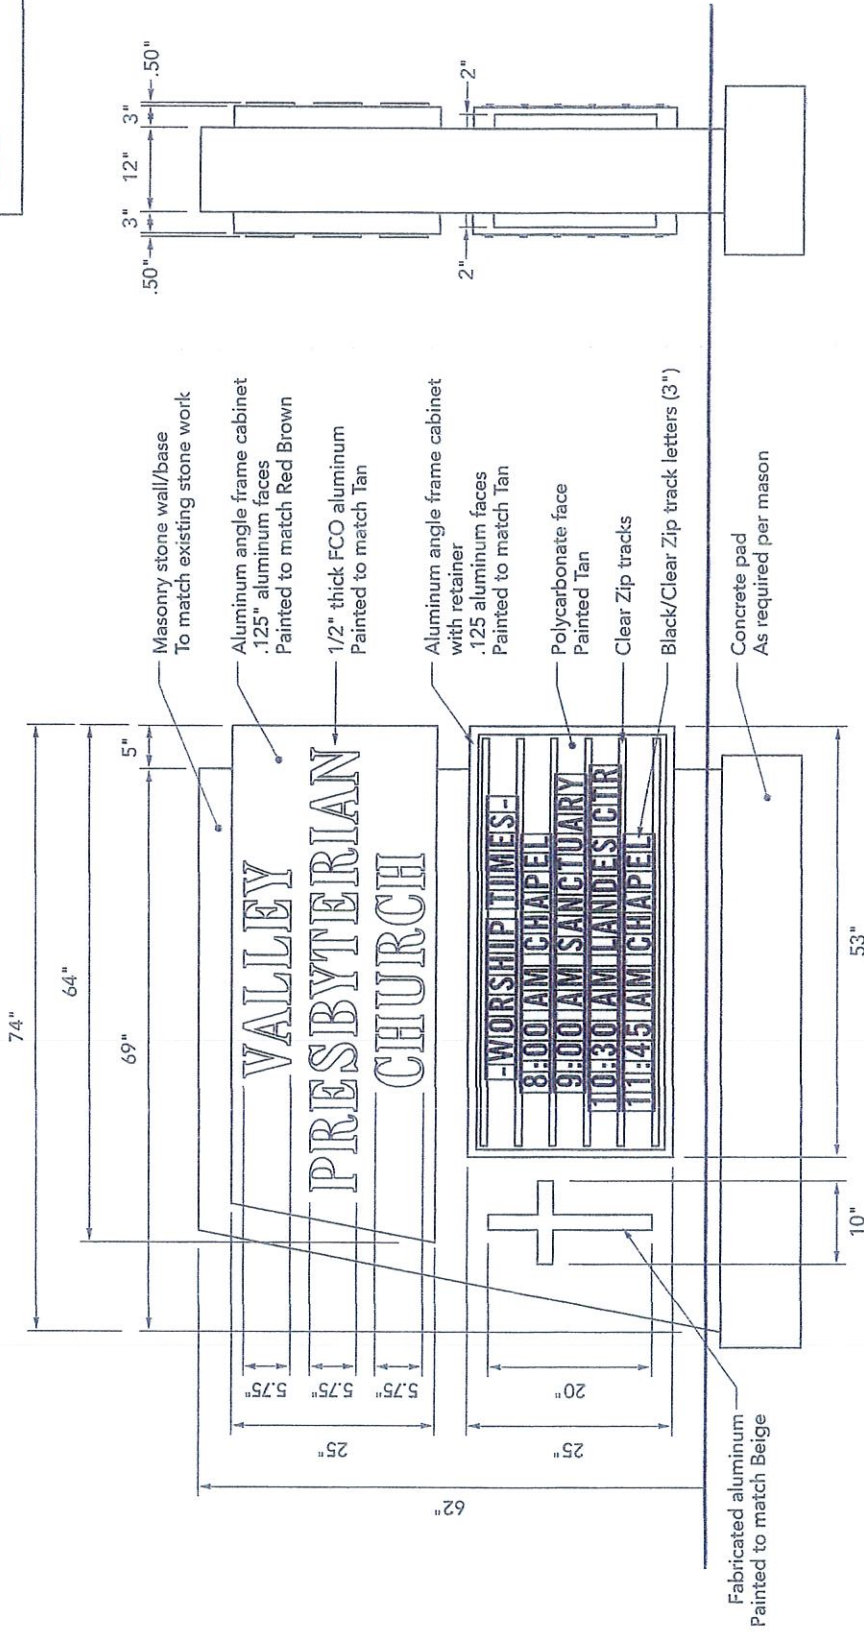 74"
64"
69"
5"
VALLEY
PRESBYTERIAN
CHURCH
-WORSHIP TIMES-
8:00 AM CHAPEL
9:00 AM SANCTUARY
10:30 AM LANDES CTR
11:45 AM CHAPEL
62"
25"
5.75"
5.75"
5.75"
25"
20"
10"
53"
Fabricated aluminum
Painted to match Beige
Masonry stone wall/base
To match existing stone work
Aluminum angle frame cabinet
.125" aluminum faces
Painted to match Red Brown
1/2" thick FCO aluminum
Painted to match Tan
Aluminum angle frame cabinet
with retainer
.125 aluminum faces
Painted to match Tan
Polycarbonate face
Painted Tan
Clear Zip tracks
Black/Clear Zip track letters (3")
Concrete pad
As required per mason
.50"
3"
12"
3"
.50"
2"
2"